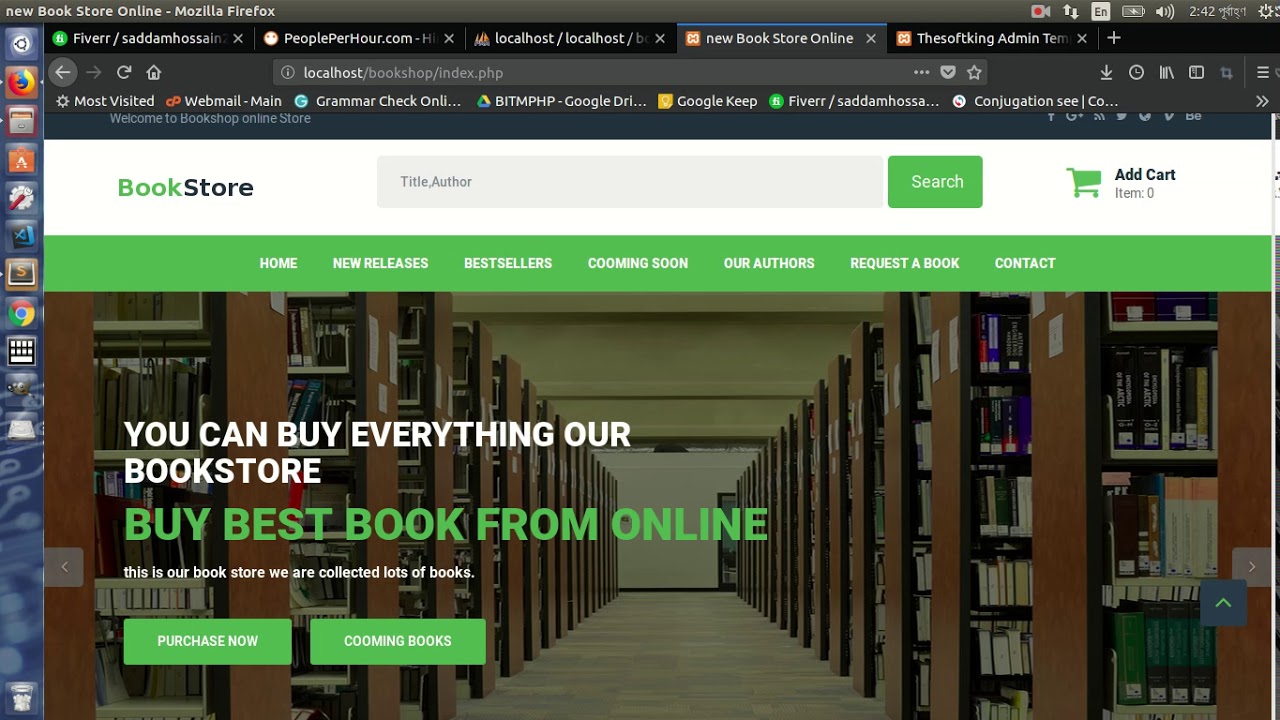 new Book Store Online - Mozilla Firefox
En
2:42 পূর্বাহ্ণ
Fiverr / saddamhossain
PeoplePerHour.com - Hi
localhost / localhost / bo
new Book Store Online
Thesoftking Admin Tem
localhost/bookshop/index.php
Most Visited
Webmail - Main
Grammar Check Onli...
BITMPHP - Google Dri...
Google Keep
Fiverr / saddamhossa...
Conjugation see | Co...
Welcome to Bookshop online Store
BookStore
Title,Author
Search
Add Cart
Item: 0
HOME
NEW RELEASES
BESTSELLERS
COOMING SOON
OUR AUTHORS
REQUEST A BOOK
CONTACT
YOU CAN BUY EVERYTHING OUR
BOOKSTORE
BUY BEST BOOK FROM ONLINE
this is our book store we are collected lots of books.
PURCHASE NOW
COOMING BOOKS